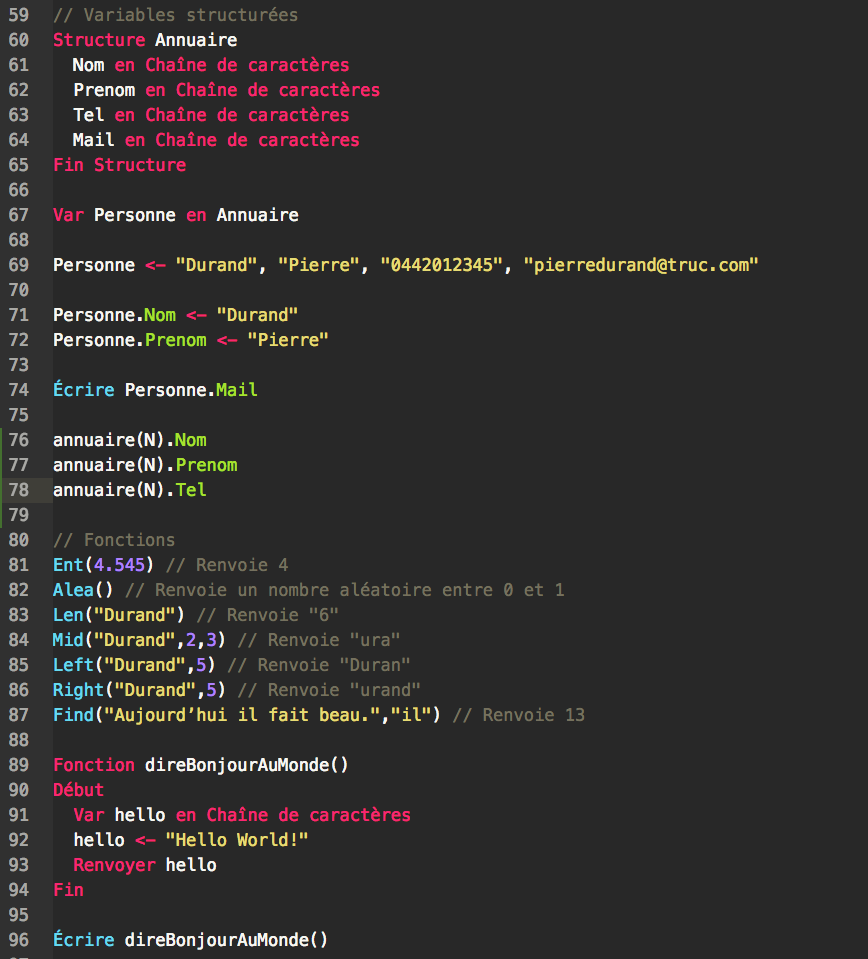 59 // Variables structurées
60 Structure Annuaire
61   Nom en Chaîne de caractères
62   Prenom en Chaîne de caractères
63   Tel en Chaîne de caractères
64   Mail en Chaîne de caractères
65 Fin Structure
66
67 Var Personne en Annuaire
68
69 Personne <- "Durand", "Pierre", "0442012345", "pierredurand@truc.com"
70
71 Personne.Nom <- "Durand"
72 Personne.Prenom <- "Pierre"
73
74 Écrire Personne.Mail
75
76 annuaire(N).Nom
77 annuaire(N).Prenom
78 annuaire(N).Tel
79
80 // Fonctions
81 Ent(4.545) // Renvoie 4
82 Alea() // Renvoie un nombre aléatoire entre 0 et 1
83 Len("Durand") // Renvoie "6"
84 Mid("Durand",2,3) // Renvoie "ura"
85 Left("Durand",5) // Renvoie "Duran"
86 Right("Durand",5) // Renvoie "urand"
87 Find("Aujourd’hui il fait beau.","il") // Renvoie 13
88
89 Fonction direBonjourAuMonde()
90 Début
91   Var hello en Chaîne de caractères
92   hello <- "Hello World!"
93   Renvoyer hello
94 Fin
95
96 Écrire direBonjourAuMonde()